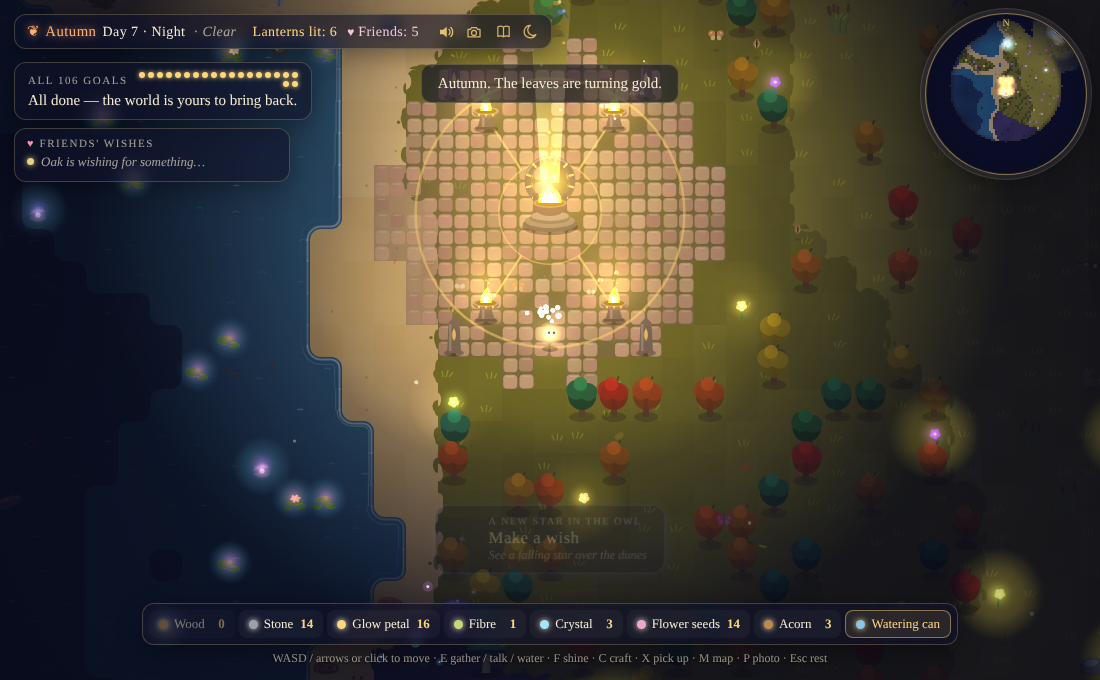 Autumn Day 7 · Night · Clear Lanterns lit: 6 ♥ Friends: 5
ALL 106 GOALS
All done — the world is yours to bring back.
♥ FRIENDS' WISHES
Oak is wishing for something…
Autumn. The leaves are turning gold.
N
A NEW STAR IN THE OWL
Make a wish
See a falling star over the dunes
Wood 0 Stone 14 Glow petal 16 Fibre 1 Crystal 3 Flower seeds 14 Acorn 3 Watering can
WASD / arrows or click to move · E gather / talk / water · F shine · C craft · X pick up · M map · P photo · Esc rest